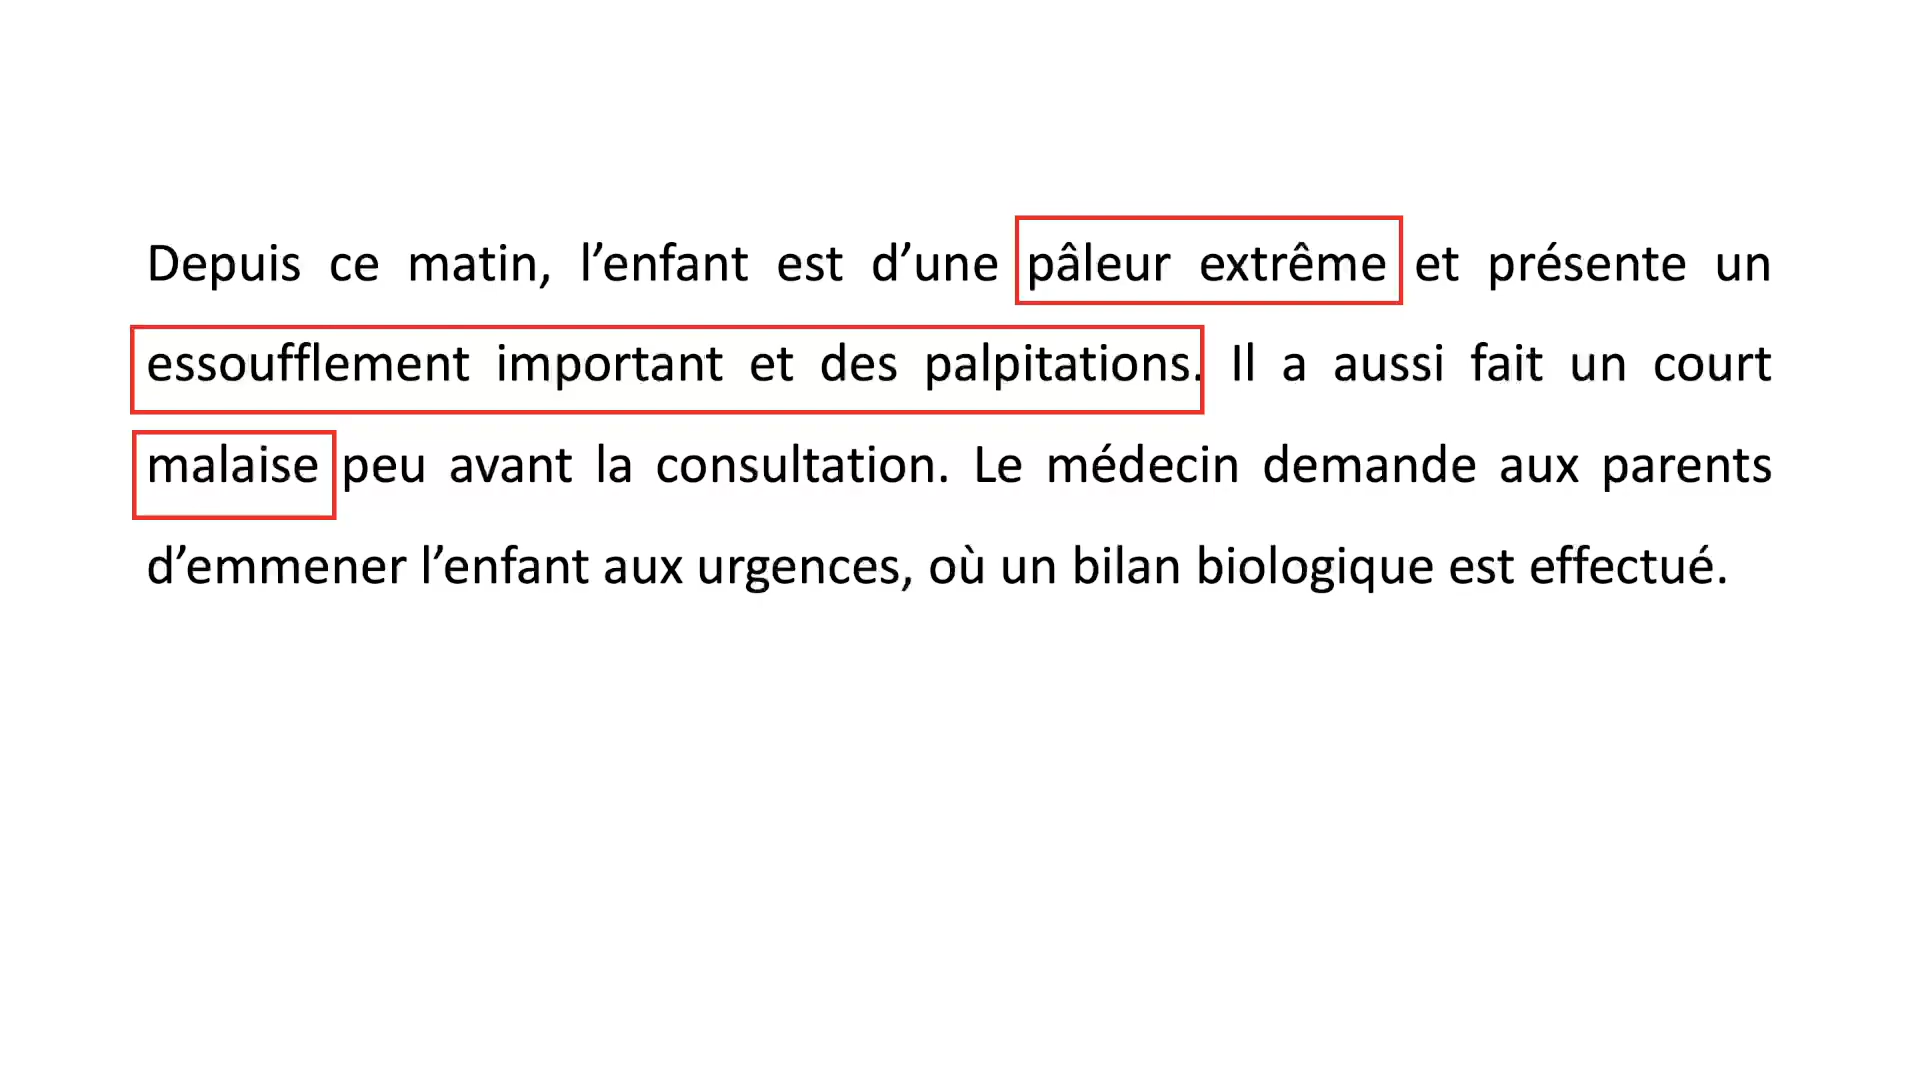 Depuis ce matin, l’enfant est d’une pâleur extrême et présente un
essoufflement important et des palpitations. Il a aussi fait un court
malaise peu avant la consultation. Le médecin demande aux parents
d’emmener l’enfant aux urgences, où un bilan biologique est effectué.